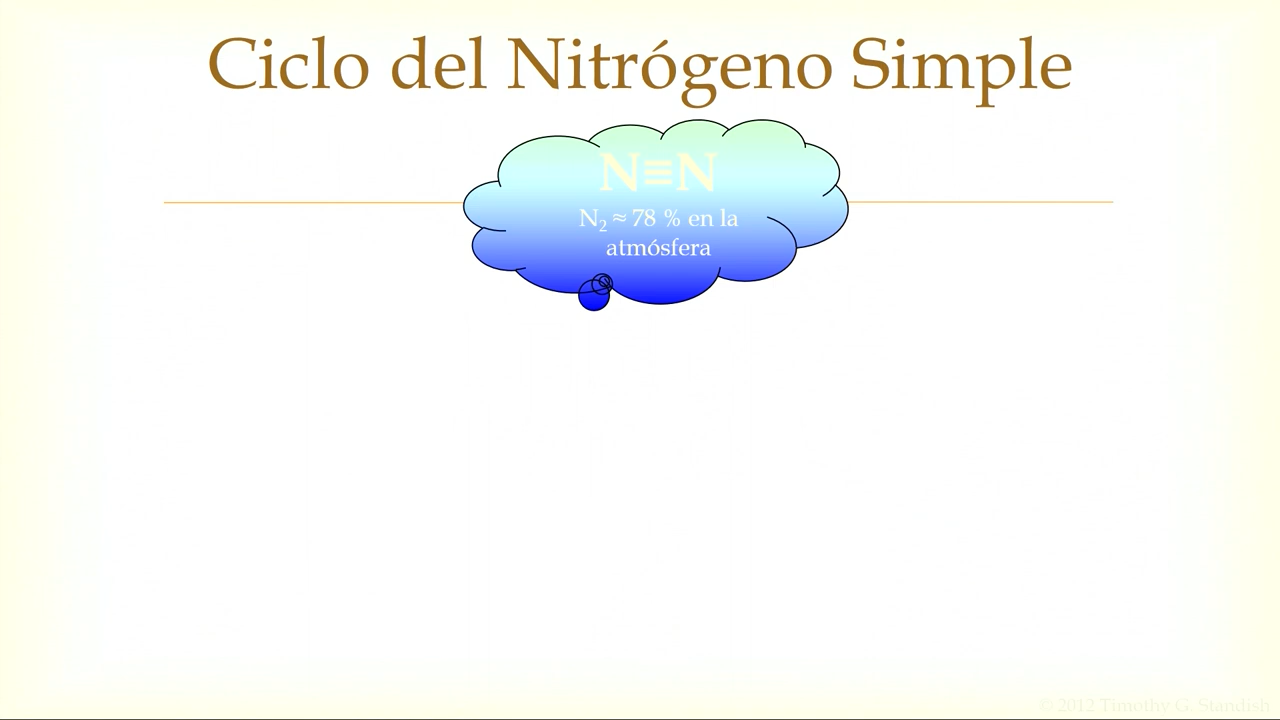 Ciclo del Nitrógeno Simple
N≡N
N₂ ≈ 78 % en la
atmósfera
© 2012 Timothy G. Standish